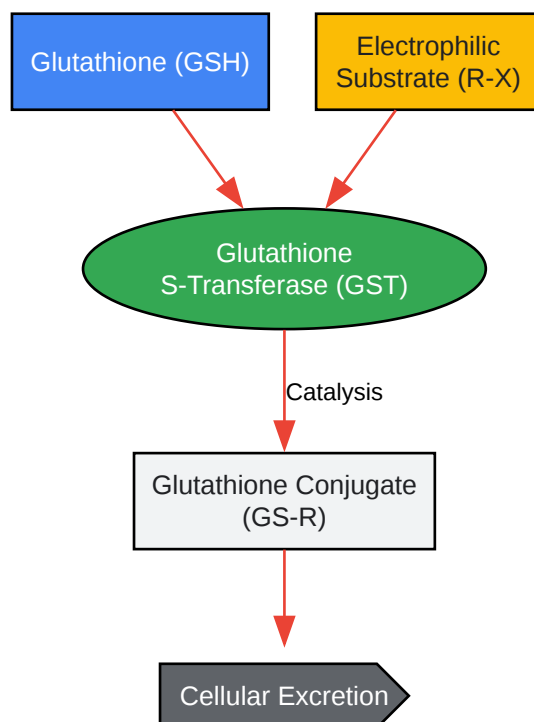 Glutathione (GSH)
Electrophilic
Substrate (R-X)
Glutathione
S-Transferase (GST)
Catalysis
Glutathione Conjugate
(GS-R)
Cellular Excretion